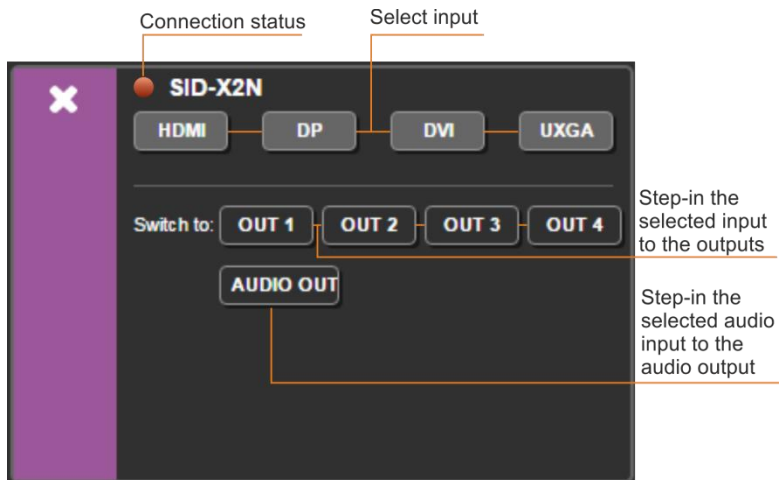 Connection status
Select input
SID-X2N
HDMI DP DVI UXGA
Switch to: OUT 1 OUT 2 OUT 3 OUT 4
AUDIO OUT
Step-in the
selected input
to the outputs
Step-in the
selected audio
input to the
audio output